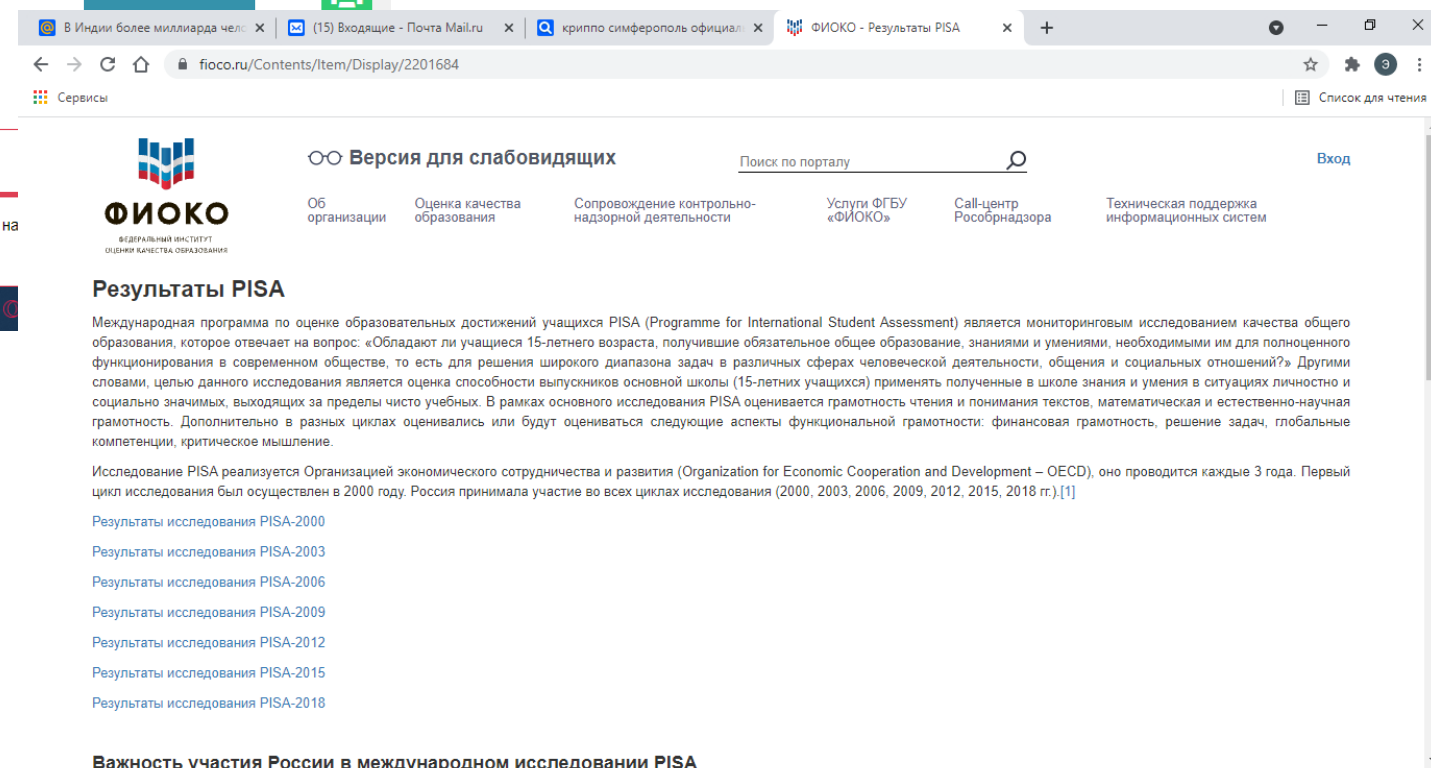 В Индии более миллиарда чело
(15) Входящие - Почта Mail.ru
криппо симферополь официал
ФИОКО - Результаты PISA
fioco.ru/Contents/Item/Display/2201684
Э
Сервисы
Список для чтения
на
ФИОКО
ФЕДЕРАЛЬНЫЙ ИНСТИТУТ
ОЦЕНКИ КАЧЕСТВА ОБРАЗОВАНИЯ
Версия для слабовидящих
Поиск по порталу
Вход
Об
организации
Оценка качества
образования
Сопровождение контрольно-
надзорной деятельности
Услуги ФГБУ
«ФИОКО»
Call-центр
Рособрнадзора
Техническая поддержка
информационных систем
Результаты PISA
Международная программа по оценке образовательных достижений учащихся PISA (Programme for International Student Assessment) является мониторинговым исследованием качества общего
образования, которое отвечает на вопрос: «Обладают ли учащиеся 15-летнего возраста, получившие обязательное общее образование, знаниями и умениями, необходимыми им для полноценного
функционирования в современном обществе, то есть для решения широкого диапазона задач в различных сферах человеческой деятельности, общения и социальных отношений?» Другими
словами, целью данного исследования является оценка способности выпускников основной школы (15-летних учащихся) применять полученные в школе знания и умения в ситуациях личностно и
социально значимых, выходящих за пределы чисто учебных. В рамках основного исследования PISA оценивается грамотность чтения и понимания текстов, математическая и естественно-научная
грамотность. Дополнительно в разных циклах оценивались или будут оцениваться следующие аспекты функциональной грамотности: финансовая грамотность, решение задач, глобальные
компетенции, критическое мышление.
Исследование PISA реализуется Организацией экономического сотрудничества и развития (Organization for Economic Cooperation and Development – OECD), оно проводится каждые 3 года. Первый
цикл исследования был осуществлен в 2000 году. Россия принимала участие во всех циклах исследования (2000, 2003, 2006, 2009, 2012, 2015, 2018 гг.).[1]
Результаты исследования PISA-2000
Результаты исследования PISA-2003
Результаты исследования PISA-2006
Результаты исследования PISA-2009
Результаты исследования PISA-2012
Результаты исследования PISA-2015
Результаты исследования PISA-2018
Важность участия России в международном исследовании PISA